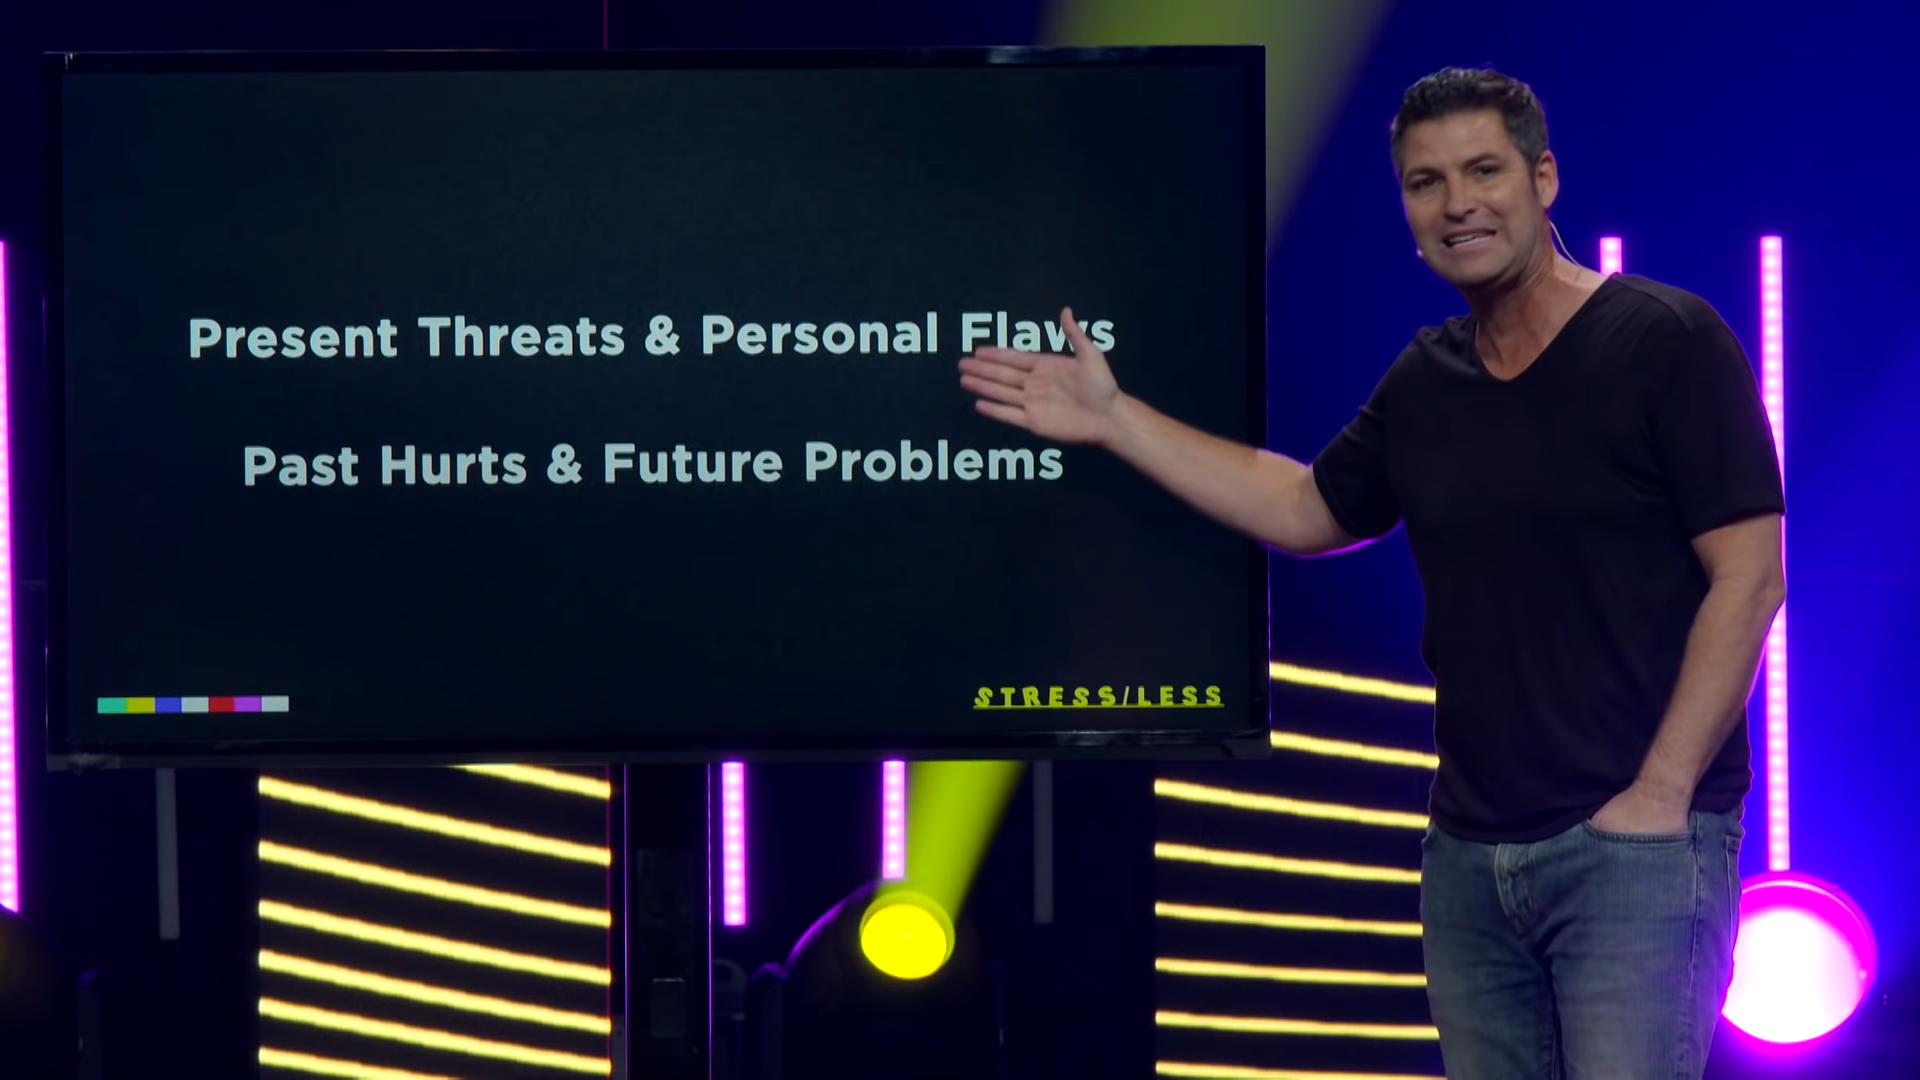 Present Threats & Personal Flaws
Past Hurts & Future Problems
STRESS/LESS